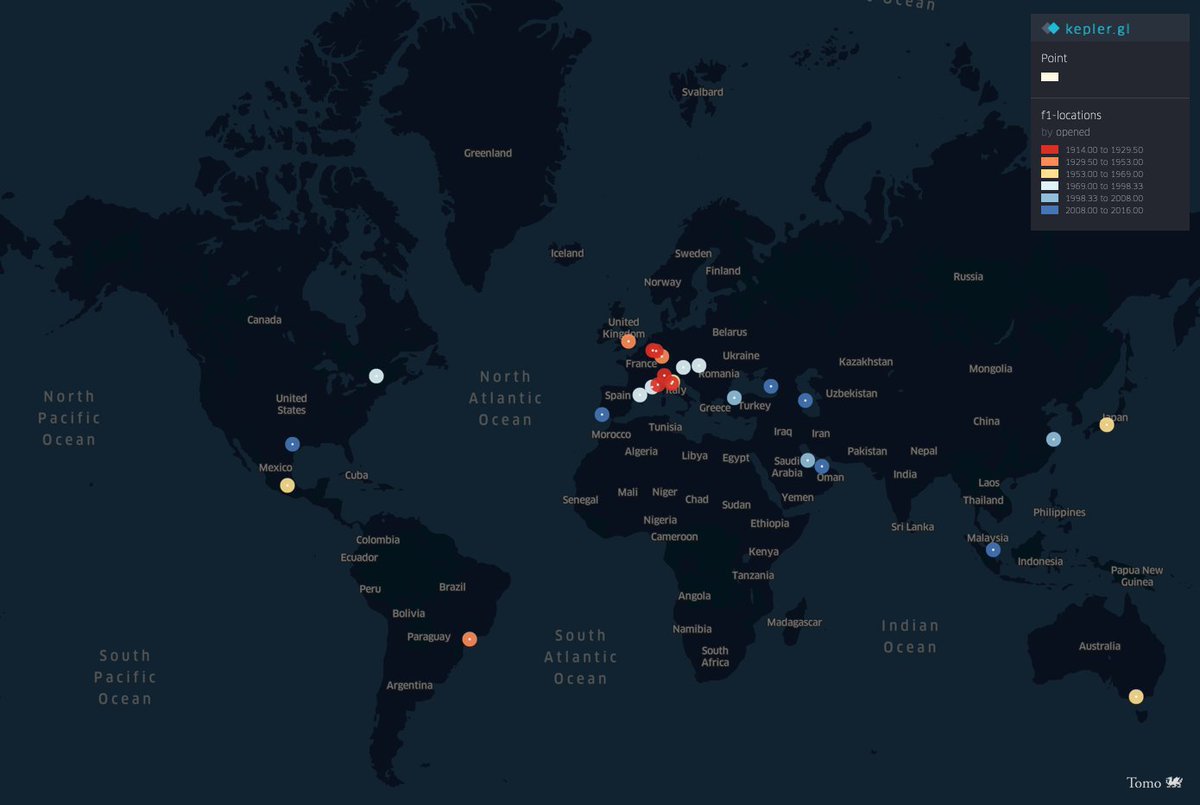 Ocean
kepler.gl
Point
f1-locations
by opened
1914.00 to 1929.50
1929.50 to 1953.00
1953.00 to 1969.00
1969.00 to 1998.33
1998.33 to 2008.00
2008.00 to 2016.00
Svalbard
Greenland
Iceland
Sweden
Finland
Norway
Russia
Canada
United
Kingdom
Belarus
Ukraine
France
Romania
Kazakhstan
Mongolia
North
Pacific
Ocean
United
States
North
Atlantic
Ocean
Spain
Italy
Greece
Turkey
Uzbekistan
China
Japan
Morocco
Tunisia
Iraq
Iran
Algeria
Libya
Egypt
Pakistan
Nepal
Mexico
Cuba
Saudi
Arabia
Oman
India
Laos
Thailand
Senegal
Mali
Niger
Chad
Sudan
Yemen
Philippines
Nigeria
Cameroon
Ethiopia
Sri Lanka
Colombia
Ecuador
Kenya
Malaysia
Indonesia
Papua New
Guinea
Peru
Brazil
Tanzania
Angola
Bolivia
Paraguay
Namibia
Madagascar
South
Atlantic
Ocean
Indian
Ocean
South
Africa
Australia
South
Pacific
Ocean
Argentina
Tomo